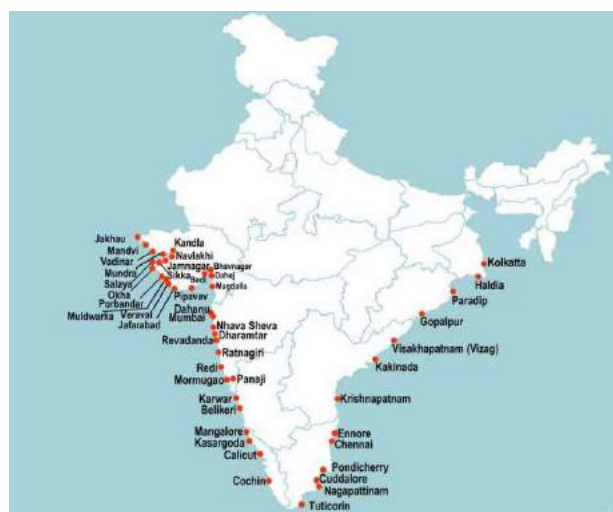 Jakhau
Mandvi
Vadinar
Mundra
Salaya
Okha
Porbander
Muldwarka
Veraval
Jafarabad
Kandla
Navlakhi
Jamnagar
Sikka
Bedi
Bhavnagar
Dahej
Magdalla
Pipavav
Dahanu
Mumbai
Nhava Sheva
Dharamtar
Revadanda
Ratnagiri
Redi
Mormugao
Panaji
Karwar
Belikeri
Mangalore
Kasargoda
Calicut
Cochin
Kolkatta
Haldia
Paradip
Gopalpur
Visakhapatnam (Vizag)
Kakinada
Krishnapatnam
Ennore
Chennai
Pondicherry
Cuddalore
Nagapattinam
Tuticorin